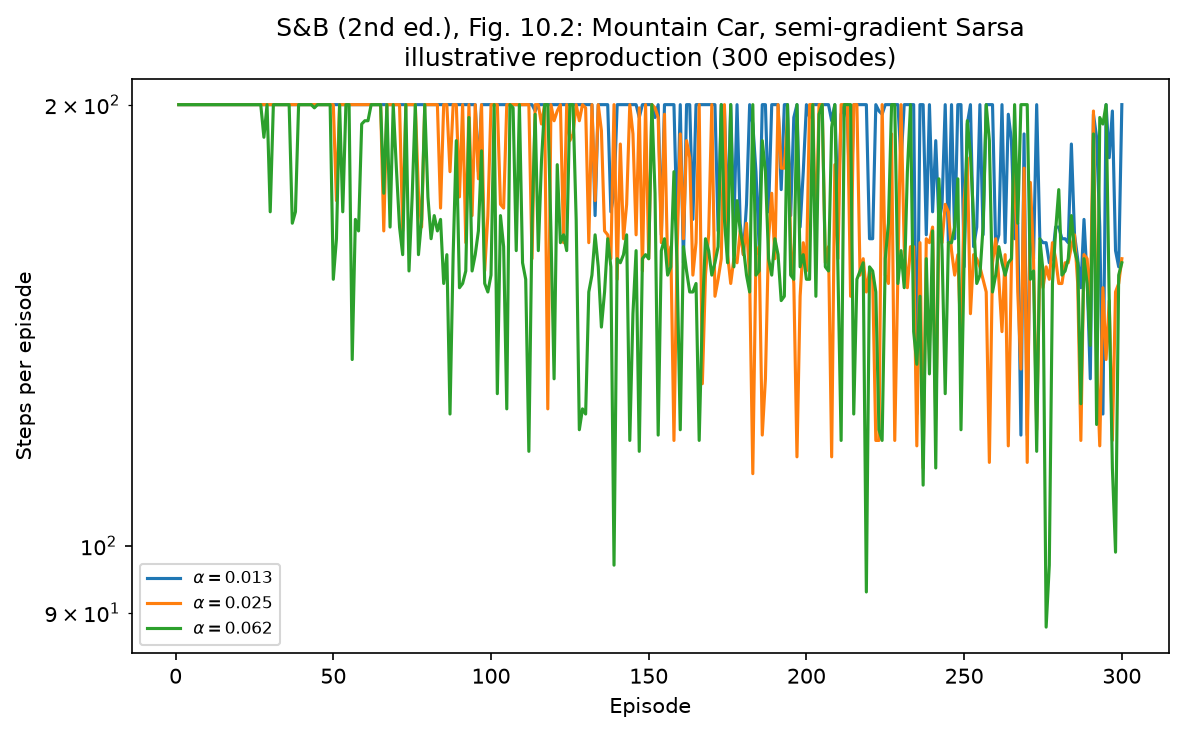 S&B (2nd ed.), Fig. 10.2: Mountain Car, semi-gradient Sarsa
illustrative reproduction (300 episodes)
Steps per episode
2 × 10²
10²
9 × 10¹
α = 0.013
α = 0.025
α = 0.062
0 50 100 150 200 250 300
Episode